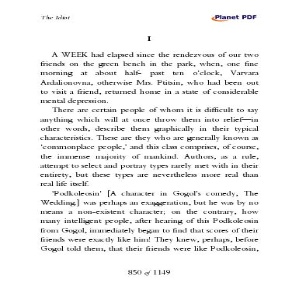 The Idiot
Planet PDF
I
A WEEK had elapsed since the rendezvous of our two
friends on the green bench in the park, when, one fine
morning at about half- past ten o'clock, Varvara
Ardalionovna, otherwise Mrs. Ptitsin, who had been out
to visit a friend, returned home in a state of considerable
mental depression.
There are certain people of whom it is difficult to say
anything which will at once throw them into relief—in
other words, describe them graphically in their typical
characteristics. These are they who are generally known as
'commonplace people,' and this class comprises, of course,
the immense majority of mankind. Authors, as a rule,
attempt to select and portray types rarely met with in their
entirety, but these types are nevertheless more real than
real life itself.
'Podkoleosin' [A character in Gogol's comedy, The
Wedding.] was perhaps an exaggeration, but he was by no
means a non-existent character; on the contrary, how
many intelligent people, after hearing of this Podkoleosin
from Gogol, immediately began to find that scores of their
friends were exactly like him! They knew, perhaps, before
Gogol told them, that their friends were like Podkoleosin,
850 of 1149